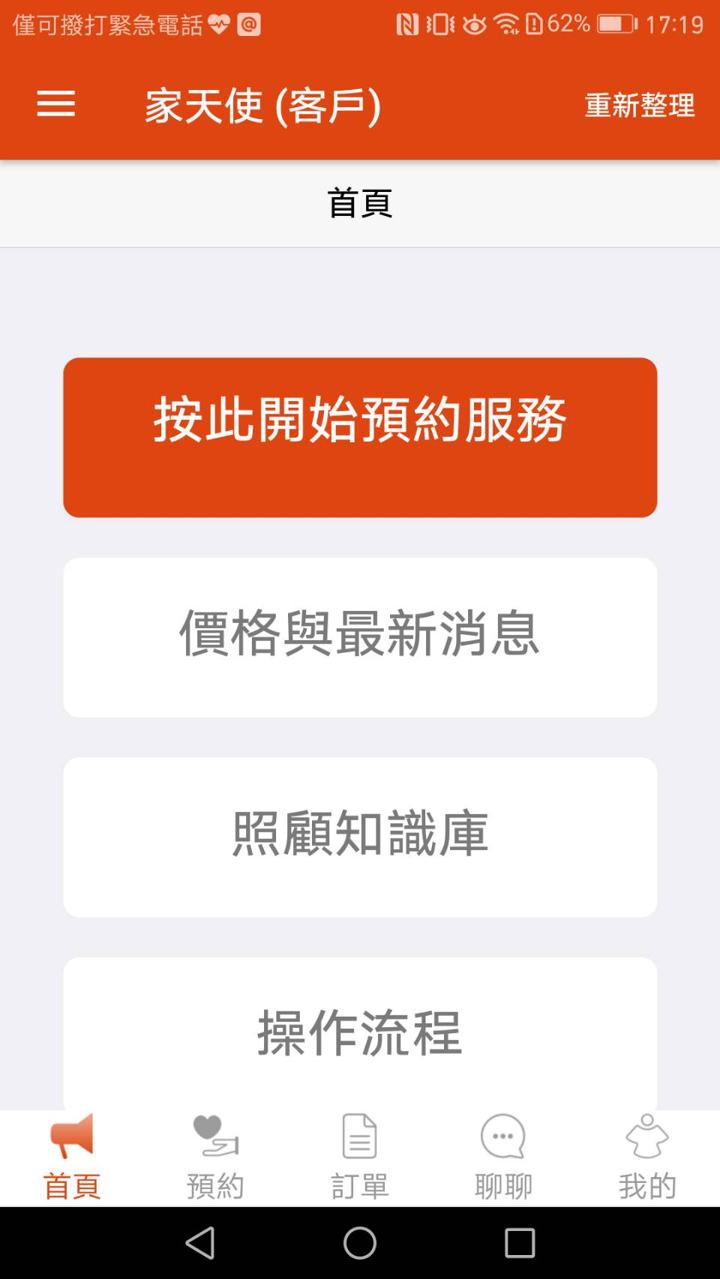 僅可撥打緊急電話
62% 17:19
家天使 (客戶)
重新整理
首頁
按此開始預約服務
價格與最新消息
照顧知識庫
操作流程
首頁
預約
訂單
聊聊
我的